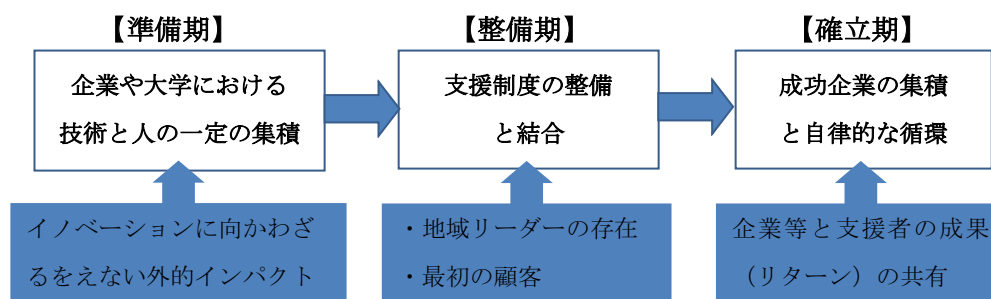 【準備期】
企業や大学における
技術と人の一定の集積
イノベーションに向かわざ
るをえない外的インパクト
【整備期】
支援制度の整備
と結合
・地域リーダーの存在
・最初の顧客
【確立期】
成功企業の集積
と自律的な循環
企業等と支援者の成果
（リターン）の共有